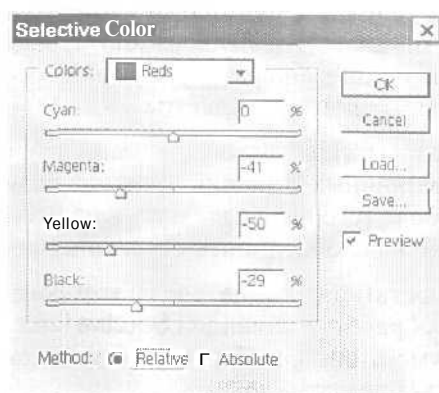 Selective Color
Colors: Reds
OK
Cyan: 0 %
Cancel
Magenta: -41 %
Load...
Save...
Yellow: -50 %
Preview
Black: -29 %
Method: Relative Absolute